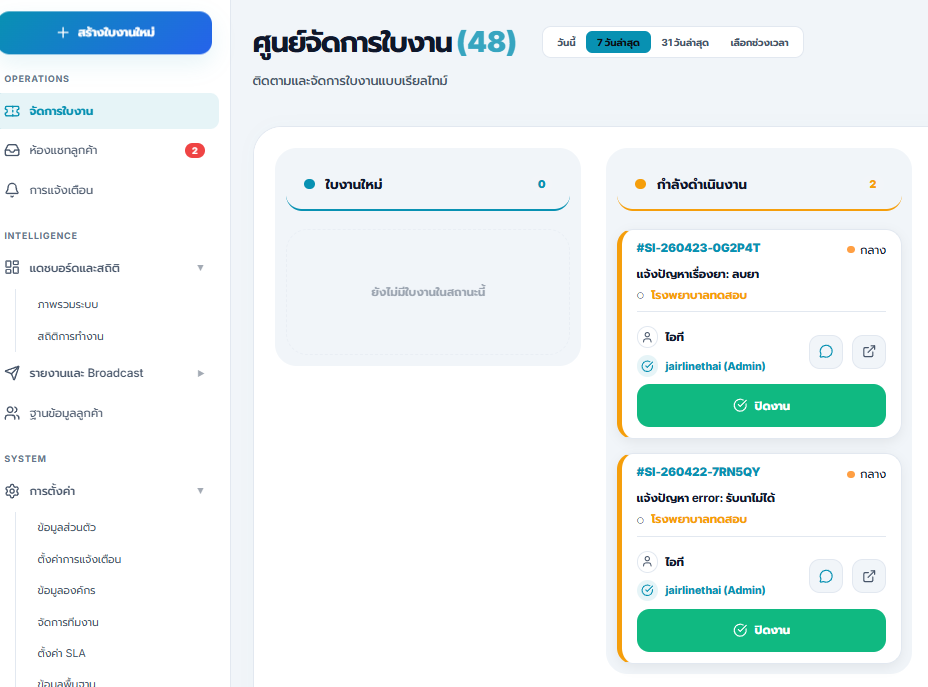 สร้างใบงานใหม่
OPERATIONS
จัดการใบงาน
ห้องแชทลูกค้า 2
การแจ้งเตือน
INTELLIGENCE
แดชบอร์ดและสถิติ
ภาพรวมระบบ
สถิติการทำงาน
รายงานและ Broadcast
ฐานข้อมูลลูกค้า
SYSTEM
การตั้งค่า
ข้อมูลส่วนตัว
ตั้งค่าการแจ้งเตือน
ข้อมูลองค์กร
จัดการทีมงาน
ตั้งค่า SLA
ข้อมูลพื้นฐาน
ศูนย์จัดการใบงาน (48)
วันนี้ 7 วันล่าสุด 31 วันล่าสุด เลือกช่วงเวลา
ติดตามและจัดการใบงานแบบเรียลไทม์
ใบงานใหม่ 0
ยังไม่มีใบงานในสถานะนี้
กำลังดำเนินงาน 2
#SI-260423-0G2P4T กลาง
แจ้งปัญหาเรื่องยา: ลบยา
โรงพยาบาลทดสอบ
ไอที
jairlinethai (Admin)
ปิดงาน
#SI-260422-7RN5QY กลาง
แจ้งปัญหา error: รับนาไม่ได้
โรงพยาบาลทดสอบ
ไอที
jairlinethai (Admin)
ปิดงาน